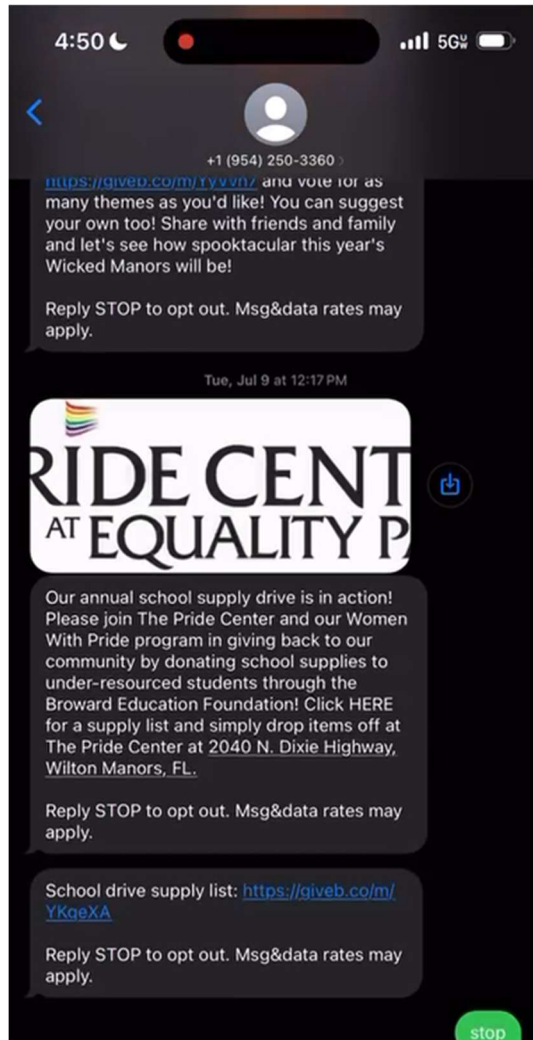 4:50
5GW
+1 (954) 250-3360
https://giveb.co/m/YyVvn7 and vote for as
many themes as you'd like! You can suggest
your own too! Share with friends and family
and let's see how spooktacular this year's
Wicked Manors will be!
Reply STOP to opt out. Msg&data rates may
apply.
Tue, Jul 9 at 12:17 PM
RIDE CENT
AT EQUALITY PA
Our annual school supply drive is in action!
Please join The Pride Center and our Women
With Pride program in giving back to our
community by donating school supplies to
under-resourced students through the
Broward Education Foundation! Click HERE
for a supply list and simply drop items off at
The Pride Center at 2040 N. Dixie Highway,
Wilton Manors, FL.
Reply STOP to opt out. Msg&data rates may
apply.
School drive supply list: https://giveb.co/m/
YKqeXA
Reply STOP to opt out. Msg&data rates may
apply.
stop